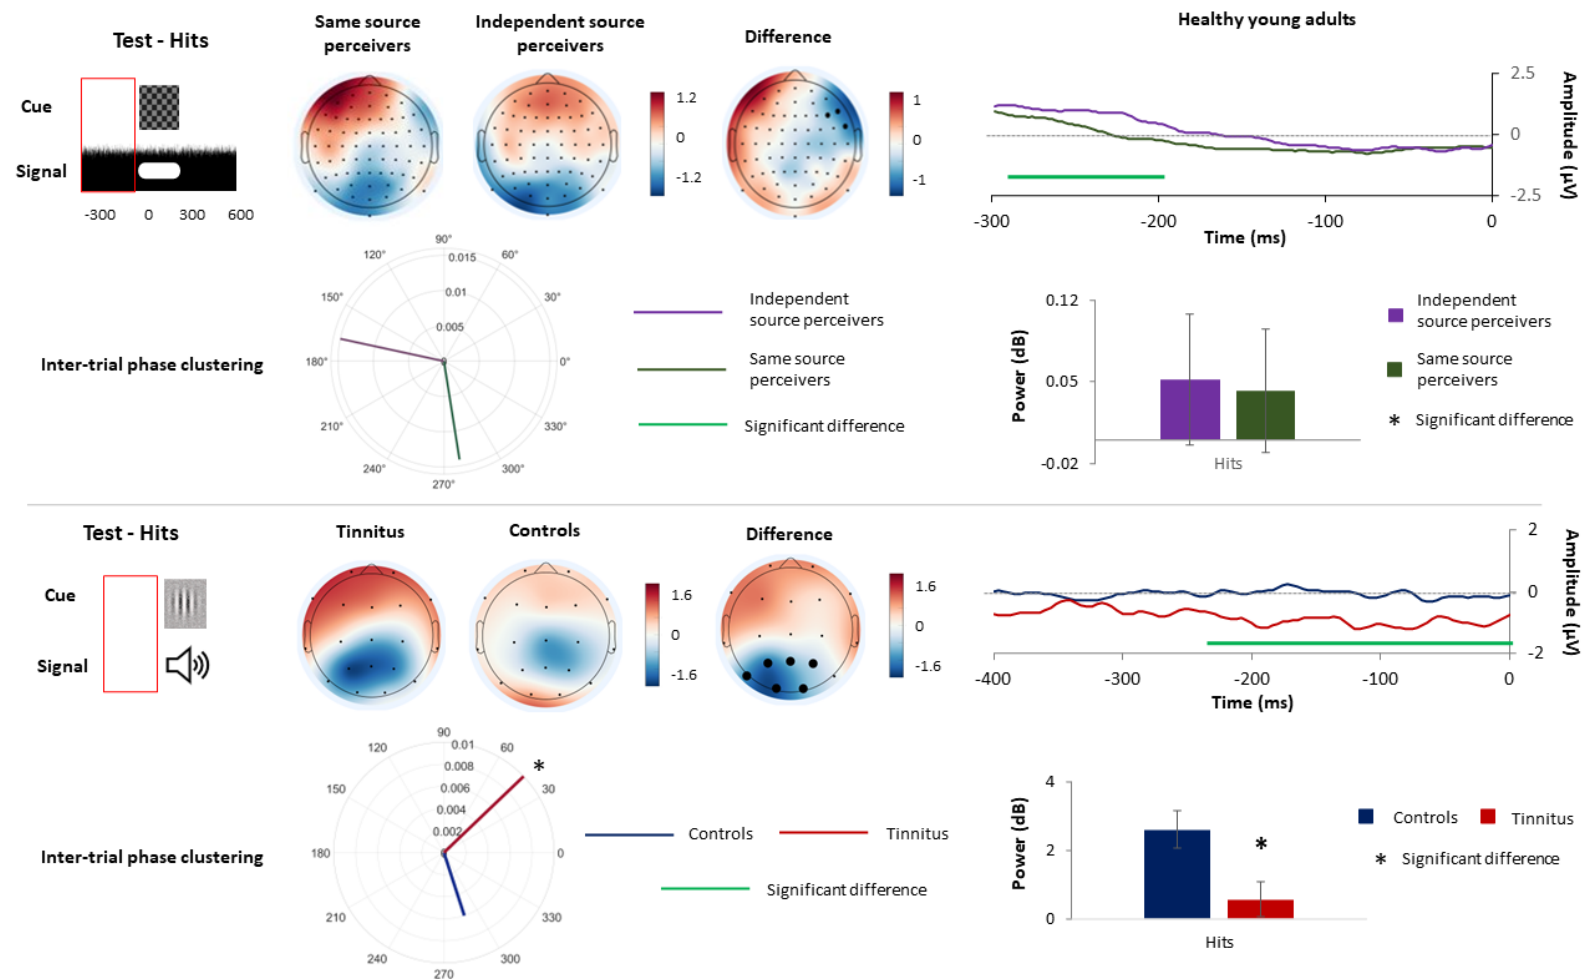 Test - Hits
Same source
perceivers
Independent source
perceivers
Difference
Healthy young adults
Cue
Signal
-300 0 300 600
1.2
0
-1.2
1
0
-1
2.5
0
-2.5
Amplitude (µV)
-300 -200 -100 0
Time (ms)
Inter-trial phase clustering
90°
120° 60°
0.015
0.01
0.005
150° 30°
180° 0°
210° 330°
240° 300°
270°
Independent
source perceivers
Same source
perceivers
Significant difference
Power (dB)
0.12
0.05
-0.02
Hits
Independent
source perceivers
Same source
perceivers
* Significant difference
Test - Hits
Tinnitus
Controls
Difference
Cue
Signal
1.6
0
-1.6
1.6
0
-1.6
2
0
-2
Amplitude (µV)
-400 -300 -200 -100 0
Time (ms)
Inter-trial phase clustering
90
120 60
0.01
0.008
0.006
0.004
0.002
*
150 30
180 0
210 330
240 300
270
Controls Tinnitus
Significant difference
Power (dB)
4
2
0
*
Hits
Controls Tinnitus
* Significant difference